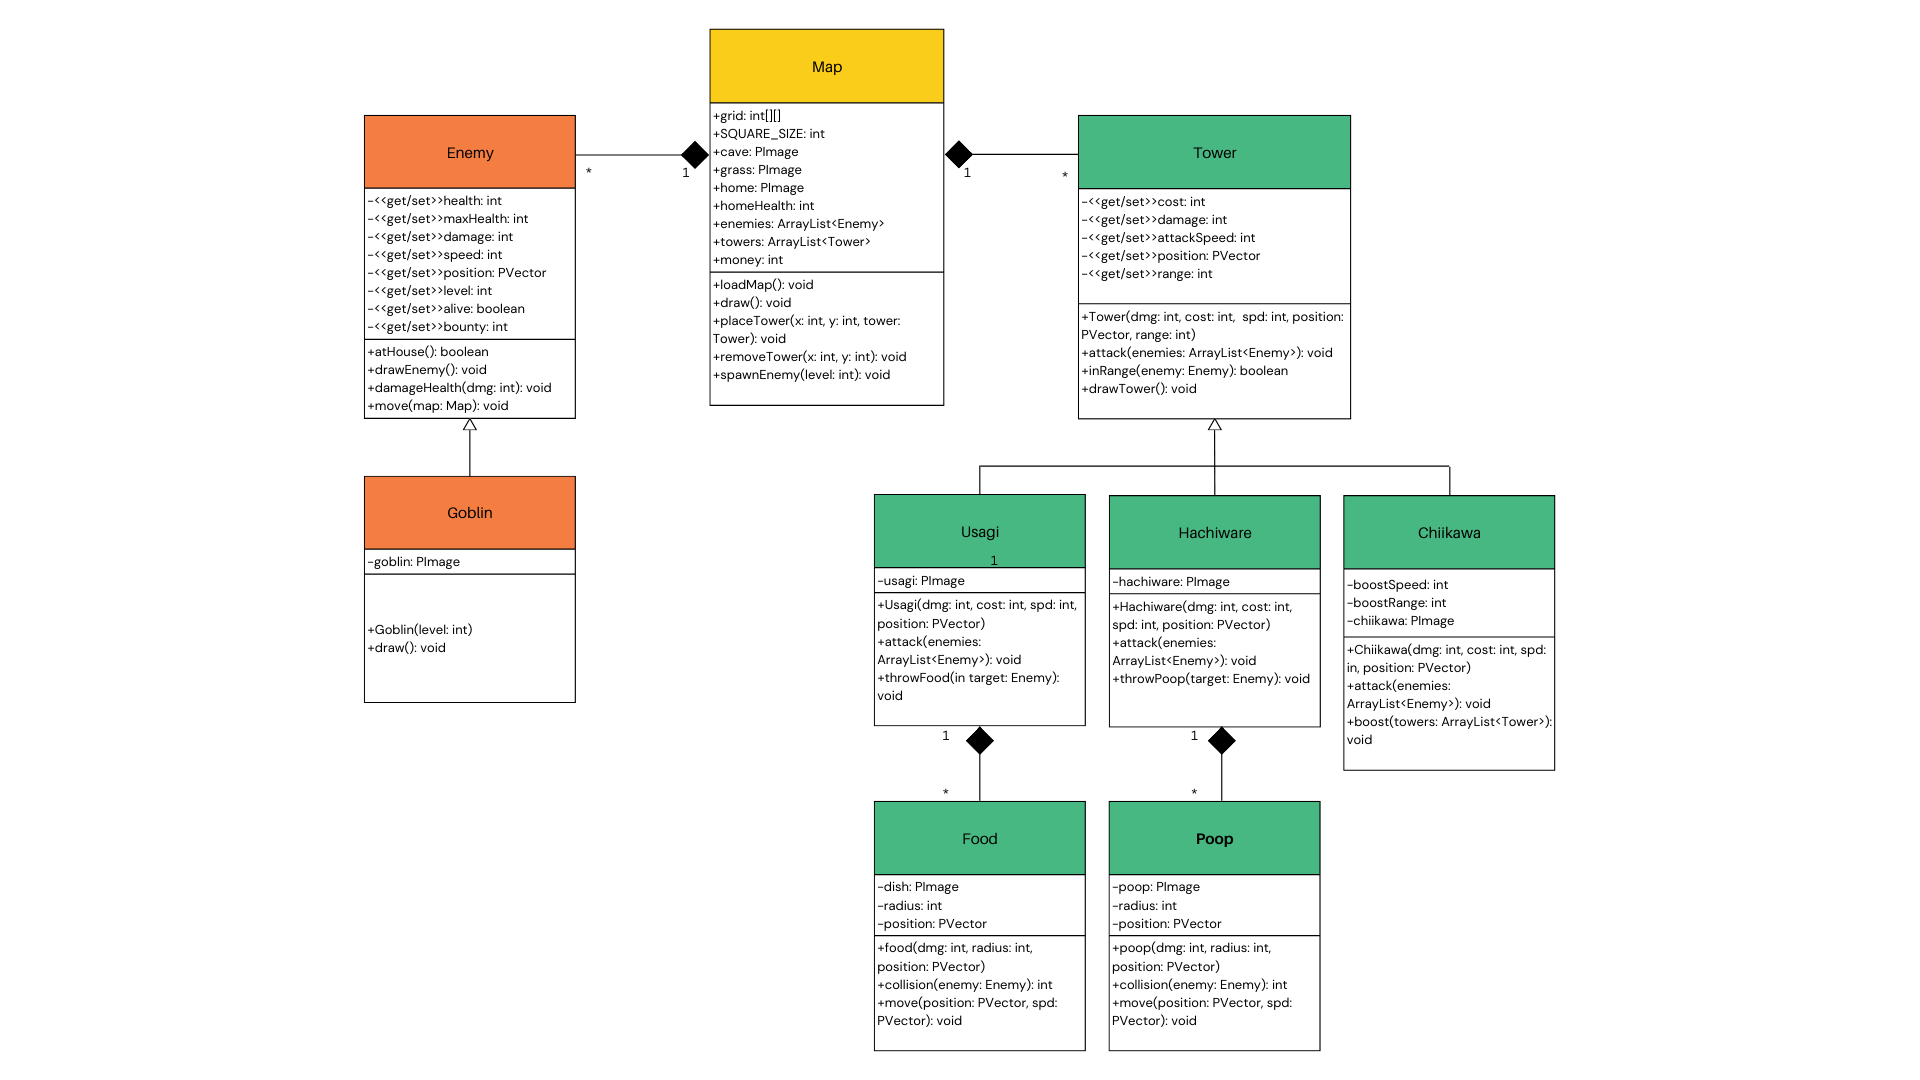 Map
+grid: int[][]
+SQUARE_SIZE: int
+cave: PImage
+grass: PImage
+home: PImage
+homeHealth: int
+enemies: ArrayList<Enemy>
+towers: ArrayList<Tower>
+money: int
+loadMap(): void
+draw(): void
+placeTower(x: int, y: int, tower:
Tower): void
+removeTower(x: int, y: int): void
+spawnEnemy(level: int): void
Enemy
-<<get/set>>health: int
-<<get/set>>maxHealth: int
-<<get/set>>damage: int
-<<get/set>>speed: int
-<<get/set>>position: PVector
-<<get/set>>level: int
-<<get/set>>alive: boolean
-<<get/set>>bounty: int
+atHouse(): boolean
+drawEnemy(): void
+damageHealth(dmg: int): void
+move(map: Map): void
*
1
1
*
Tower
-<<get/set>>cost: int
-<<get/set>>damage: int
-<<get/set>>attackSpeed: int
-<<get/set>>position: PVector
-<<get/set>>range: int
+Tower(dmg: int, cost: int,  spd: int, position:
PVector, range: int)
+attack(enemies: ArrayList<Enemy>): void
+inRange(enemy: Enemy): boolean
+drawTower(): void
Goblin
-goblin: PImage
+Goblin(level: int)
+draw(): void
Usagi
1
-usagi: PImage
+Usagi(dmg: int, cost: int, spd: int,
position: PVector)
+attack(enemies:
ArrayList<Enemy>): void
+throwFood(in target: Enemy):
void
Hachiware
-hachiware: PImage
+Hachiware(dmg: int, cost: int,
spd: int, position: PVector)
+attack(enemies:
ArrayList<Enemy>): void
+throwPoop(target: Enemy): void
Chiikawa
-boostSpeed: int
-boostRange: int
-chiikawa: PImage
+Chiikawa(dmg: int, cost: int, spd:
in, position: PVector)
+attack(enemies:
ArrayList<Enemy>): void
+boost(towers: ArrayList<Tower>):
void
1
*
1
*
Food
-dish: PImage
-radius: int
-position: PVector
+food(dmg: int, radius: int,
position: PVector)
+collision(enemy: Enemy): int
+move(position: PVector, spd:
PVector): void
Poop
-poop: PImage
-radius: int
-position: PVector
+poop(dmg: int, radius: int,
position: PVector)
+collision(enemy: Enemy): int
+move(position: PVector, spd:
PVector): void